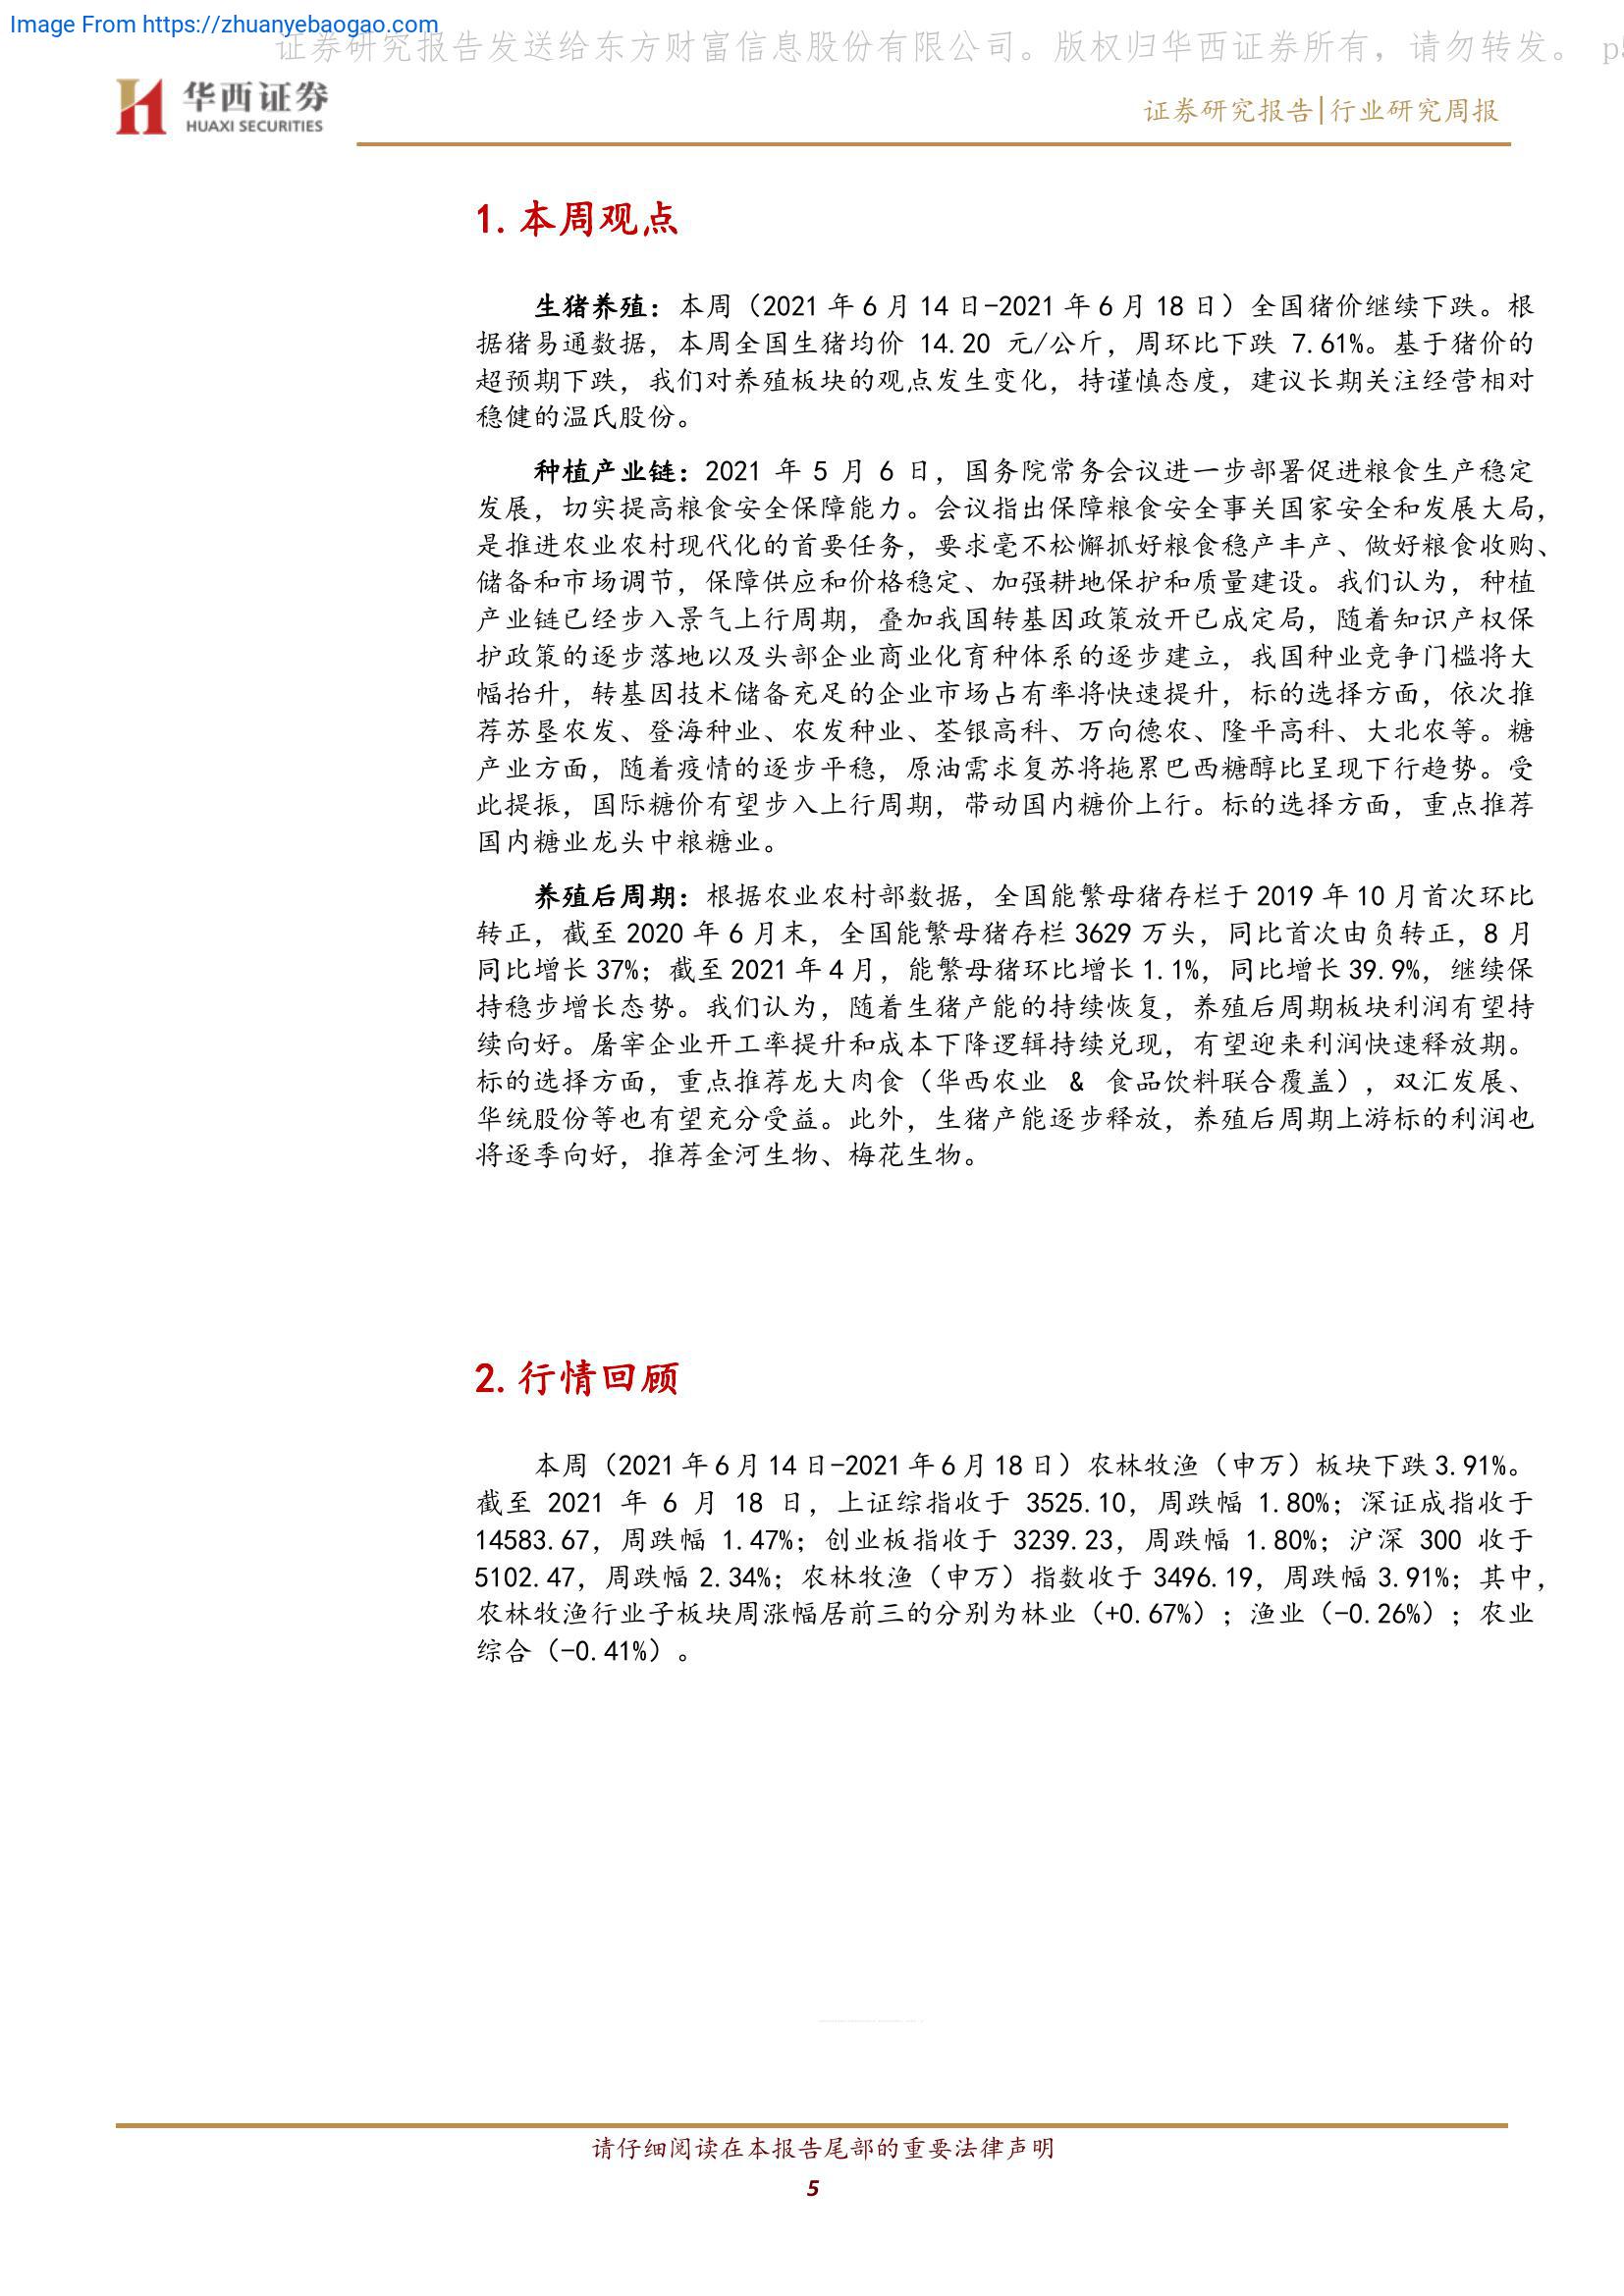 Image From https://zhuanyebaogao.com
证券研究报告发送给东方财富信息股份有限公司。版权归华西证券所有，请勿转发。 p
华西证券
HUAXI SECURITIES
证券研究报告|行业研究周报
1. 本周观点
生猪养殖：本周（2021 年 6 月 14 日-2021 年 6 月 18 日）全国猪价继续下跌。根
据猪易通数据，本周全国生猪均价 14.20 元/公斤，周环比下跌 7.61%。基于猪价的
超预期下跌，我们对养殖板块的观点发生变化，持谨慎态度，建议长期关注经营相对
稳健的温氏股份。
种植产业链：2021 年 5 月 6 日，国务院常务会议进一步部署促进粮食生产稳定
发展，切实提高粮食安全保障能力。会议指出保障粮食安全事关国家安全和发展大局，
是推进农业农村现代化的首要任务，要求毫不松懈抓好粮食稳产丰产、做好粮食收购、
储备和市场调节，保障供应和价格稳定、加强耕地保护和质量建设。我们认为，种植
产业链已经步入景气上行周期，叠加我国转基因政策放开已成定局，随着知识产权保
护政策的逐步落地以及头部企业商业化育种体系的逐步建立，我国种业竞争门槛将大
幅抬升，转基因技术储备充足的企业市场占有率将快速提升，标的选择方面，依次推
荐苏垦农发、登海种业、农发种业、荃银高科、万向德农、隆平高科、大北农等。糖
产业方面，随着疫情的逐步平稳，原油需求复苏将拖累巴西糖醇比呈现下行趋势。受
此提振，国际糖价有望步入上行周期，带动国内糖价上行。标的选择方面，重点推荐
国内糖业龙头中粮糖业。
养殖后周期：根据农业农村部数据，全国能繁母猪存栏于 2019 年 10 月首次环比
转正，截至 2020 年 6 月末，全国能繁母猪存栏 3629 万头，同比首次由负转正，8 月
同比增长 37%；截至 2021 年 4 月，能繁母猪环比增长 1.1%，同比增长 39.9%，继续保
持稳步增长态势。我们认为，随着生猪产能的持续恢复，养殖后周期板块利润有望持
续向好。屠宰企业开工率提升和成本下降逻辑持续兑现，有望迎来利润快速释放期。
标的选择方面，重点推荐龙大肉食（华西农业 & 食品饮料联合覆盖），双汇发展、
华统股份等也有望充分受益。此外，生猪产能逐步释放，养殖后周期上游标的利润也
将逐季向好，推荐金河生物、梅花生物。
2. 行情回顾
本周（2021 年 6 月 14 日-2021 年 6 月 18 日）农林牧渔（申万）板块下跌 3.91%。
截至 2021 年 6 月 18 日，上证综指收于 3525.10，周跌幅 1.80%；深证成指收于
14583.67，周跌幅 1.47%；创业板指收于 3239.23，周跌幅 1.80%；沪深 300 收于
5102.47，周跌幅 2.34%；农林牧渔（申万）指数收于 3496.19，周跌幅 3.91%；其中，
农林牧渔行业子板块周涨幅居前三的分别为林业（+0.67%）；渔业（-0.26%）；农业
综合（-0.41%）。
请仔细阅读在本报告尾部的重要法律声明
5